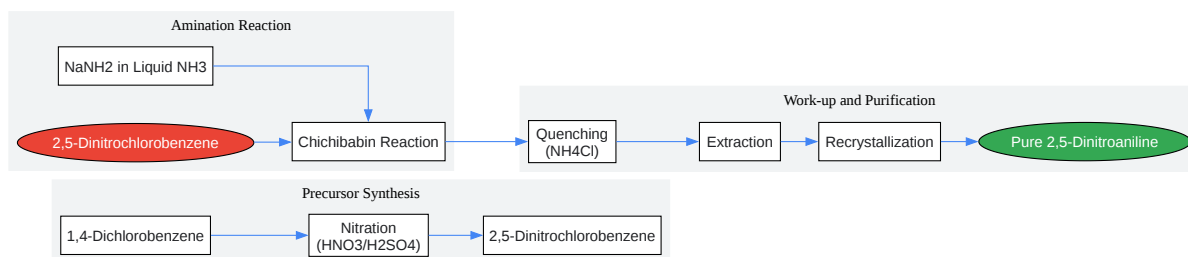 Amination Reaction
NaNH2 in Liquid NH3
2,5-Dinitrochlorobenzene
Chichibabin Reaction
Work-up and Purification
Quenching
(NH4Cl)
Extraction
Recrystallization
Pure 2,5-Dinitroaniline
Precursor Synthesis
1,4-Dichlorobenzene
Nitration
(HNO3/H2SO4)
2,5-Dinitrochlorobenzene